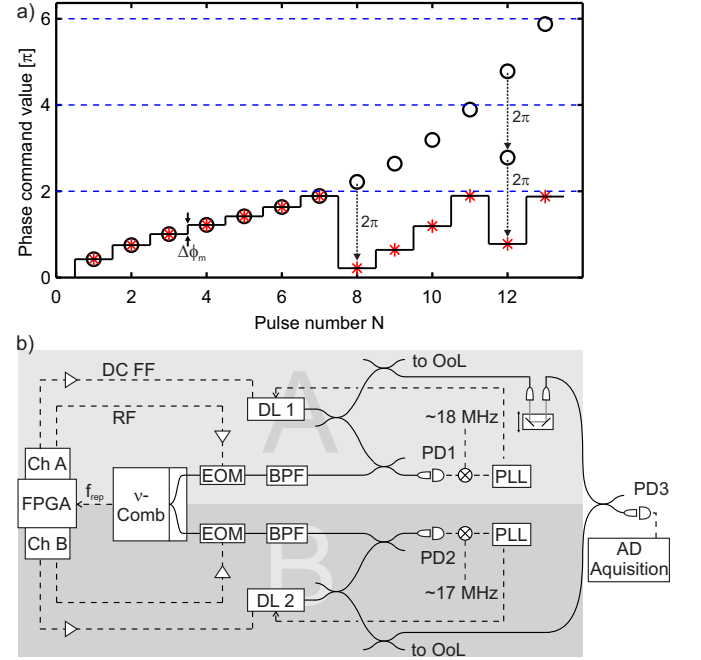 a)
Phase command value [π]
6
4
2
0
2π
2π
2π
Δϕm
0
2
4
6
8
10
12
Pulse number N
b)
DC FF
to OoL
A
DL 1
RF
~18 MHz
Ch A
PD1
EOM
BPF
PLL
FPGA
frep
ν-
Comb
PD3
Ch B
EOM
BPF
PLL
B
PD2
AD
Aquisition
~17 MHz
DL 2
to OoL